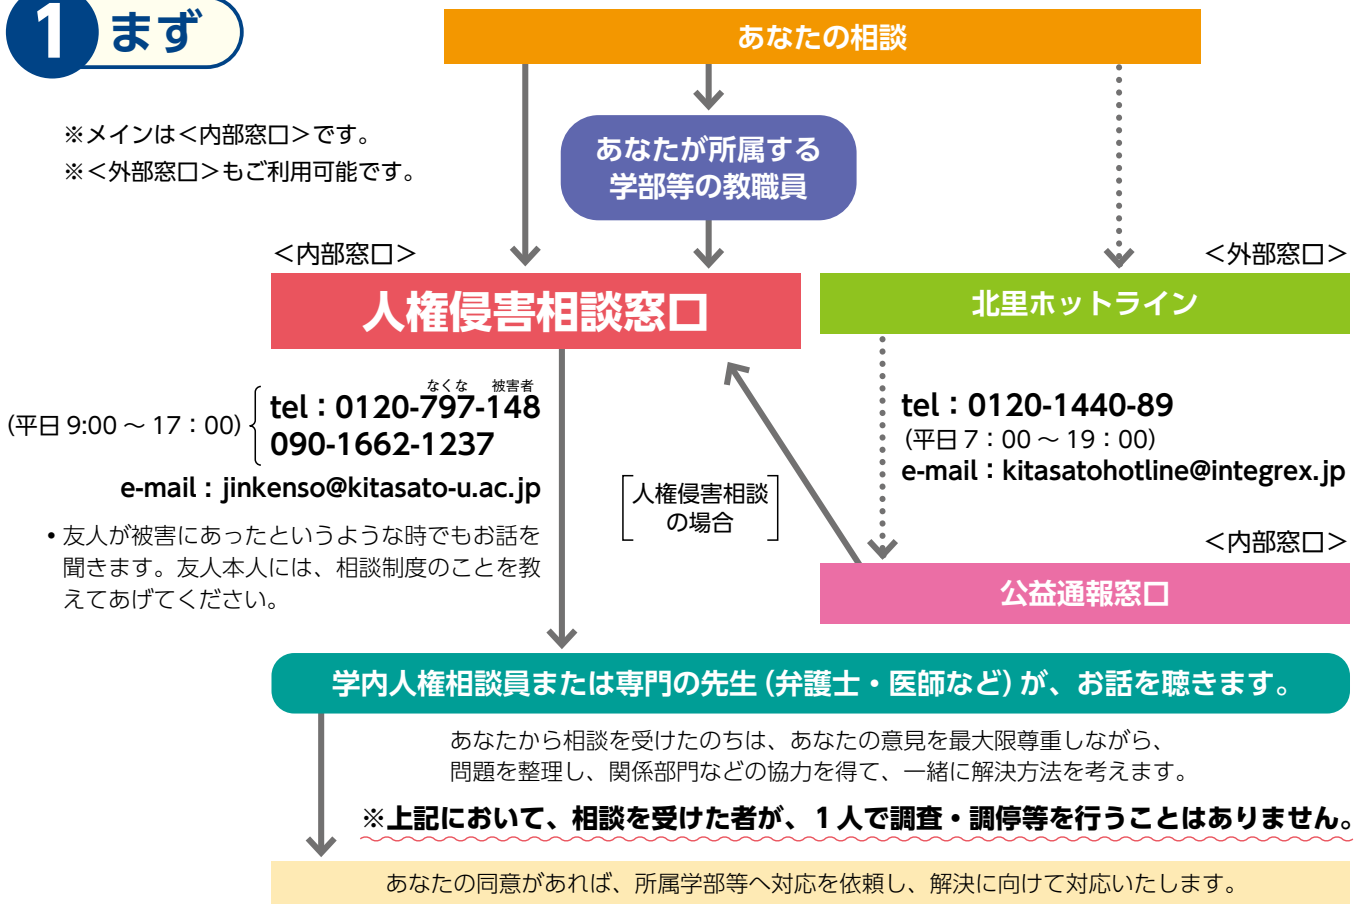 1 まず
あなたの相談
※メインは＜内部窓口＞です。
※＜外部窓口＞もご利用可能です。
あなたが所属する
学部等の教職員
＜内部窓口＞
人権侵害相談窓口
＜外部窓口＞
北里ホットライン
なくな 被害者
(平日 9:00 ～ 17：00)
tel：0120-797-148
090-1662-1237
e-mail：jinkenso@kitasato-u.ac.jp
•友人が被害にあったというような時でもお話を
聞きます。友人本人には、相談制度のことを教
えてあげてください。
人権侵害相談
の場合
tel：0120-1440-89
(平日 7：00 ～ 19：00)
e-mail：kitasatohotline@integrex.jp
＜内部窓口＞
公益通報窓口
学内人権相談員または専門の先生（弁護士・医師など）が、お話を聴きます。
あなたから相談を受けたのちは、あなたの意見を最大限尊重しながら、
問題を整理し、関係部門などの協力を得て、一緒に解決方法を考えます。
※上記において、相談を受けた者が、１人で調査・調停等を行うことはありません。
あなたの同意があれば、所属学部等へ対応を依頼し、解決に向けて対応いたします。